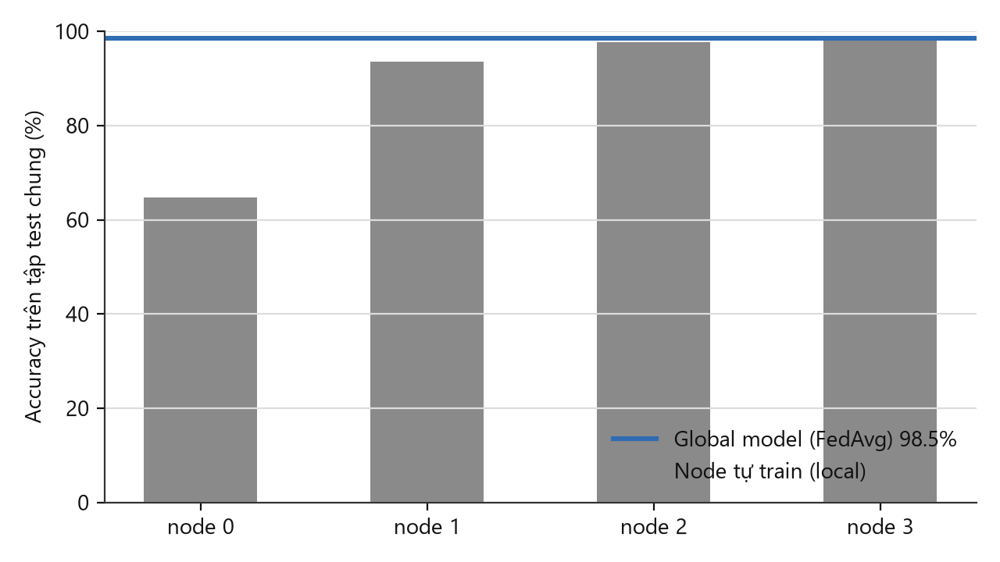 Accuracy trên tập test chung (%)
100
80
60
40
20
0
Global model (FedAvg) 98.5%
Node tự train (local)
node 0
node 1
node 2
node 3